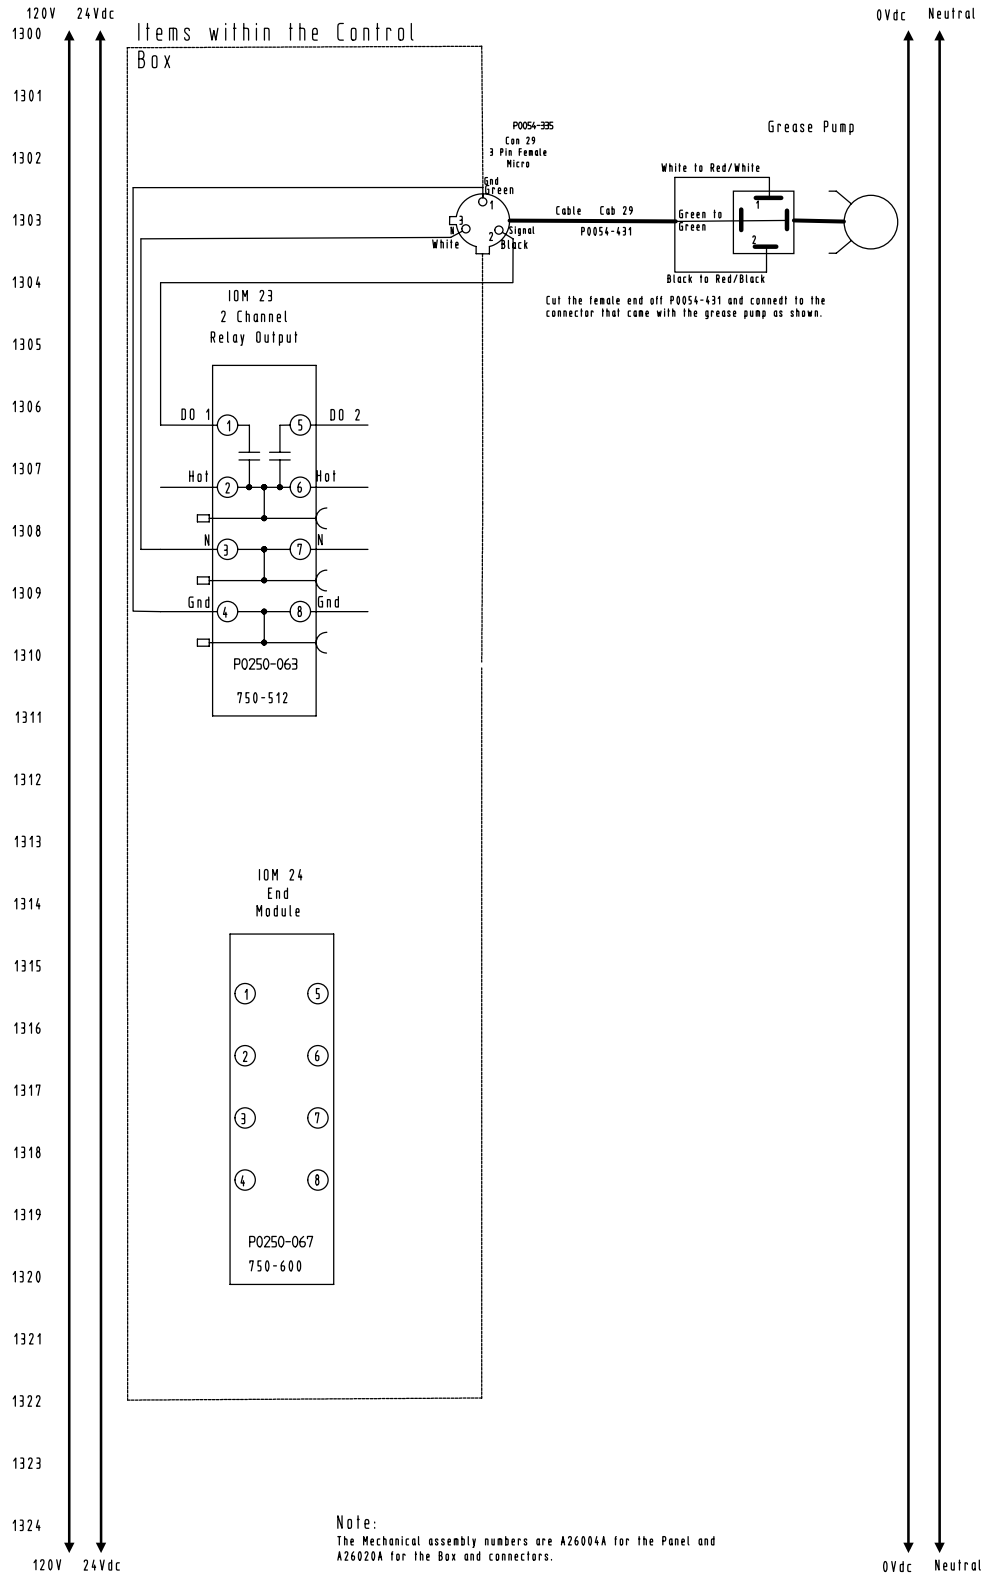 120V 24Vdc 0Vdc Neutral
1300
Items within the Control
Box
1301
P0054-335
Con 29
3 Pin Female
Micro
Grease Pump
1302
White to Red/White
Gnd
Green
1
1
Cable Cab 29
Green to
1303
3
P0054-431
Green
N
Signal
2
2
White
Black
Black to Red/Black
1304
IOM 23
2 Channel
Relay Output
Cut the female end off P0054-431 and connedt to the
connector that came with the grease pump as shown.
1305
1306
DO 1 1 5 DO 2
1307
Hot 2 6 Hot
1308
N 3 7 N
1309
Gnd 4 8 Gnd
1310
P0250-063
750-512
1311
1312
1313
IOM 24
End
Module
1314
1315
1 5
1316
2 6
1317
3 7
1318
4 8
1319
P0250-067
750-600
1320
1321
1322
1323
1324
Note:
The Mechanical assembly numbers are A26004A for the Panel and
A26020A for the Box and connectors.
120V 24Vdc 0Vdc Neutral